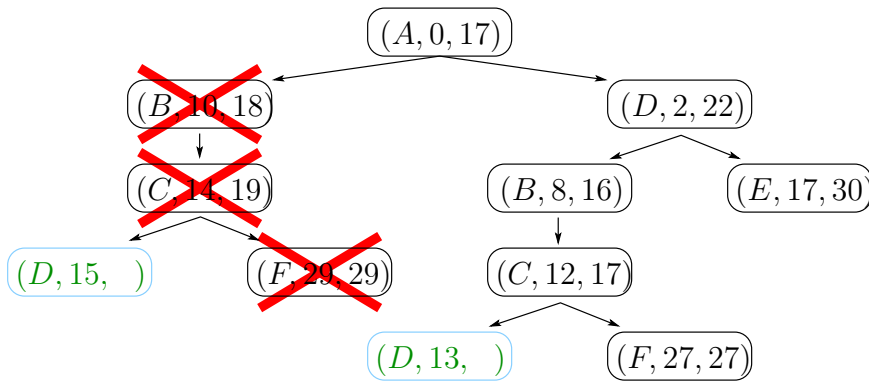 (A, 0, 17)
(B, 10, 18)
(D, 2, 22)
(C, 14, 19)
(B, 8, 16)
(E, 17, 30)
(D, 15, )
(F, 29, 29)
(C, 12, 17)
(D, 13, )
(F, 27, 27)